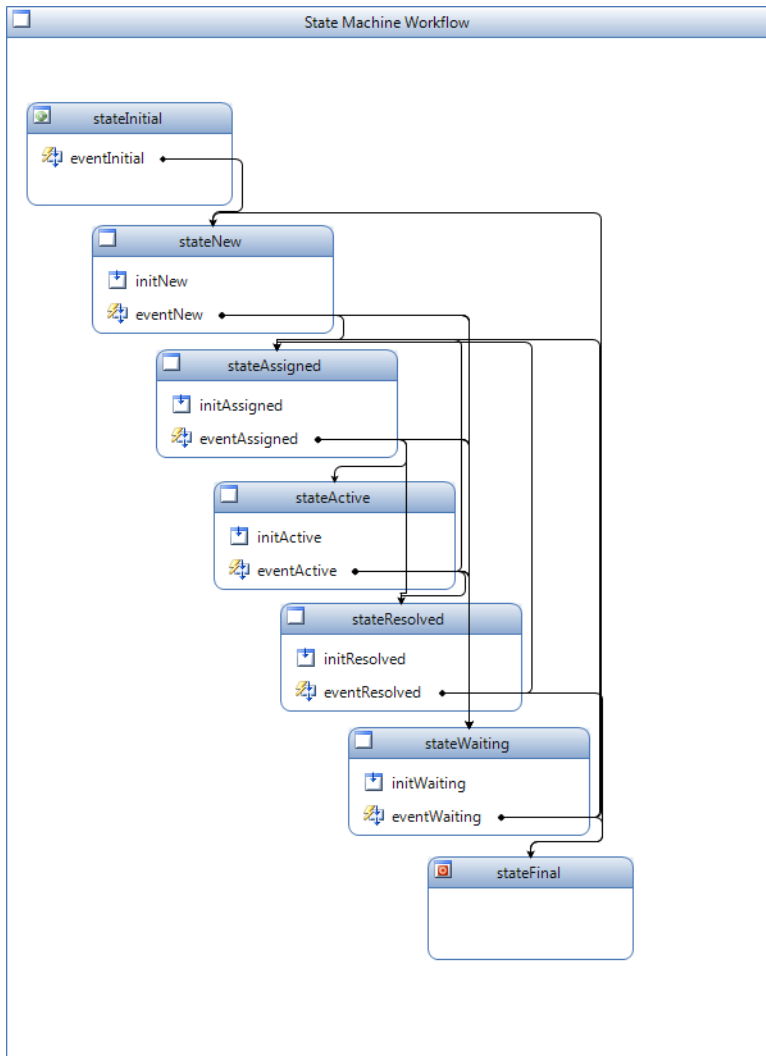 State Machine Workflow
stateInitial
eventInitial
stateNew
initNew
eventNew
stateAssigned
initAssigned
eventAssigned
stateActive
initActive
eventActive
stateResolved
initResolved
eventResolved
stateWaiting
initWaiting
eventWaiting
stateFinal